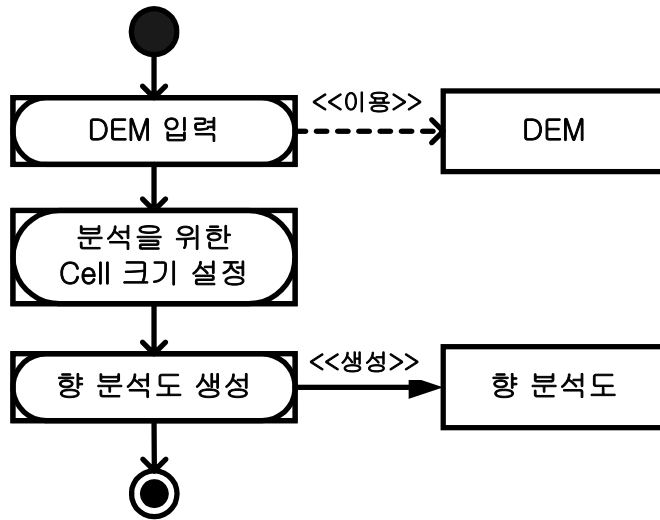 <<이용>>
DEM 입력
DEM
분석을 위한
Cell 크기 설정
<<생성>>
향 분석도 생성
향 분석도